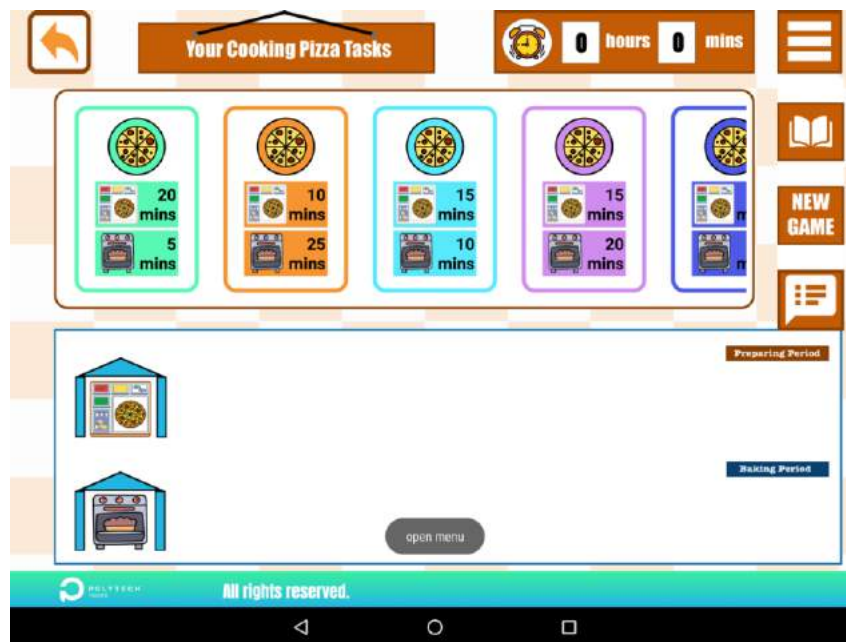 Your Cooking Pizza Tasks
0 hours 0 mins
20
mins
5
mins
10
mins
25
mins
15
mins
10
mins
15
mins
20
mins
NEW
GAME
Preparing Period
Baking Period
open menu
POLYTECH
All rights reserved.